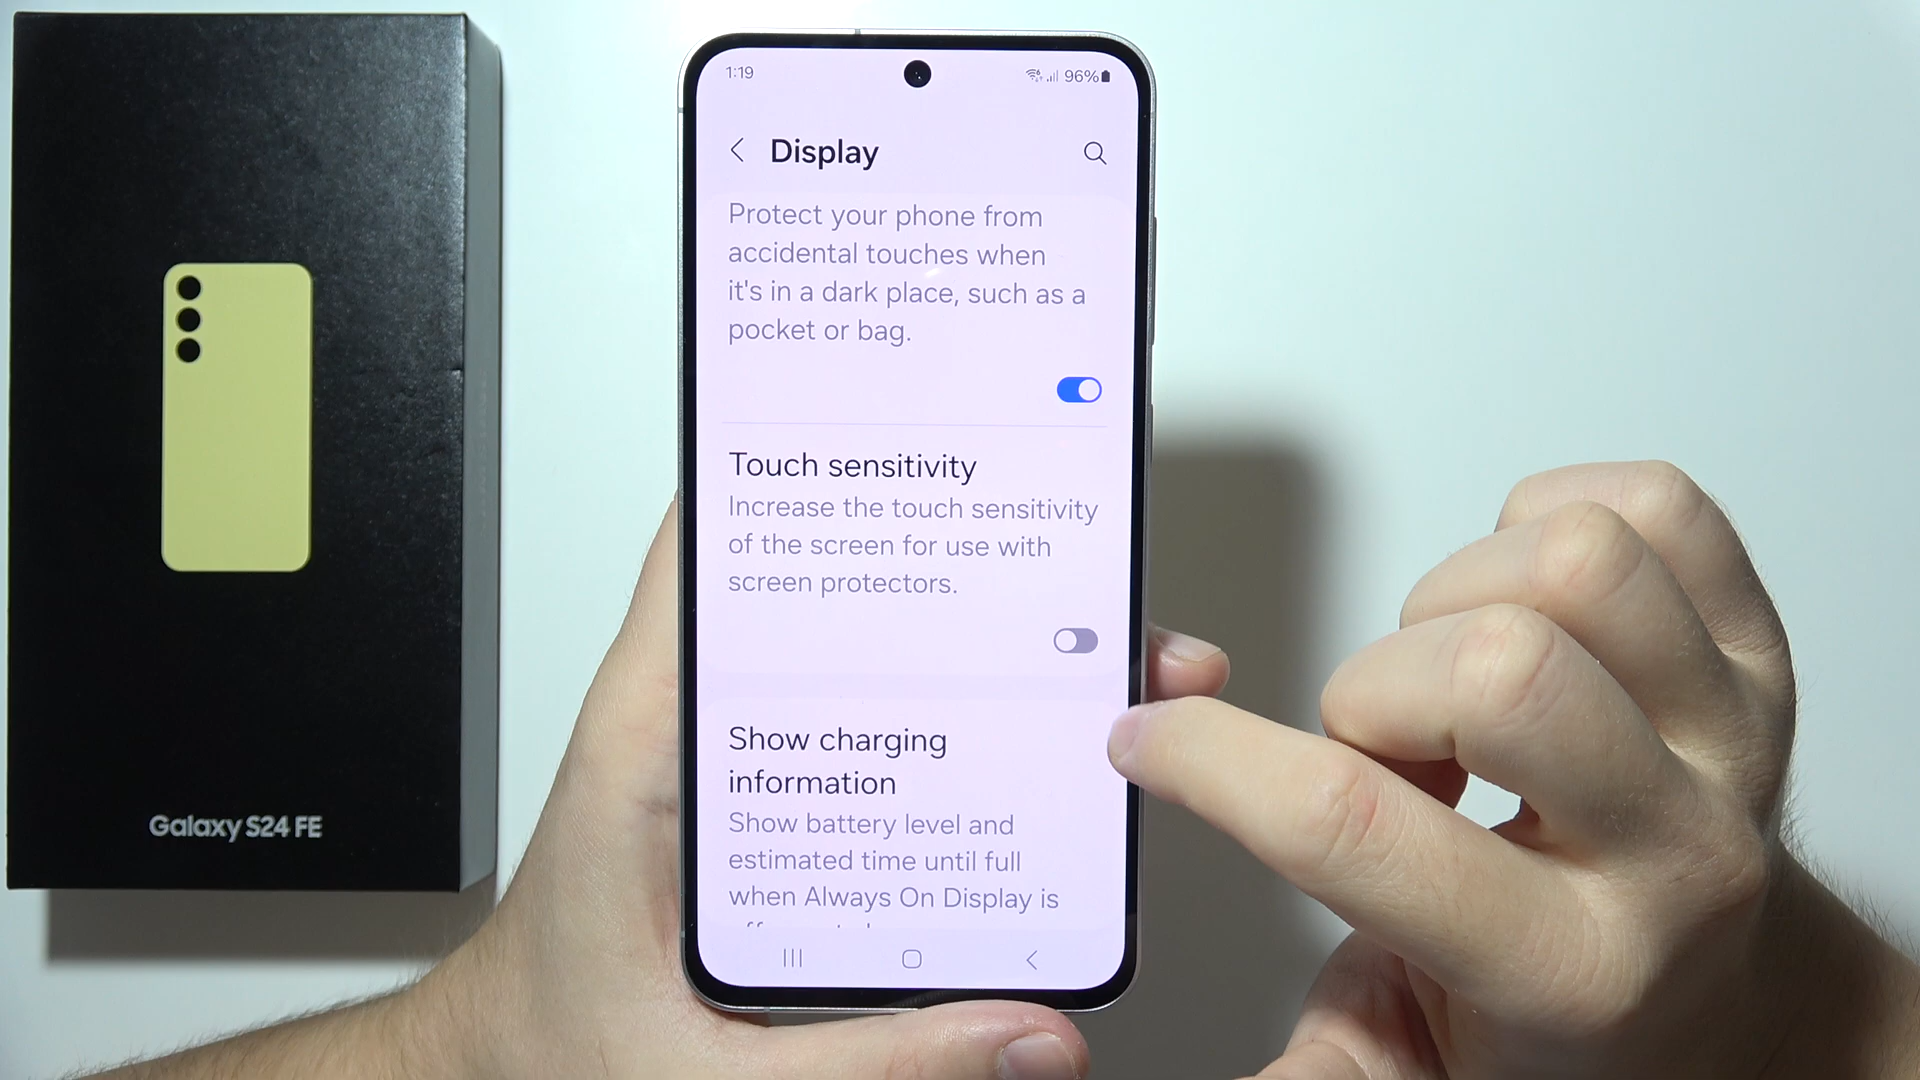 1:19
96%
Display
Protect your phone from
accidental touches when
it's in a dark place, such as a
pocket or bag.
Touch sensitivity
Increase the touch sensitivity
of the screen for use with
screen protectors.
Show charging
information
Show battery level and
estimated time until full
when Always On Display is
Galaxy S24 FE